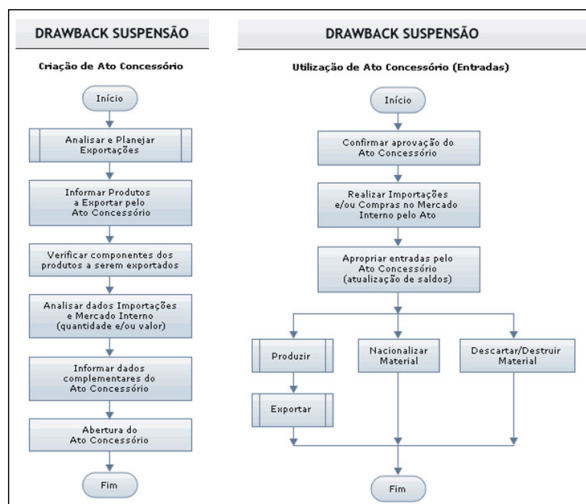 DRAWBACK SUSPENSÃO
Criação de Ato Concessório
Início
Analisar e Planejar
Exportações
Informar Produtos
a Exportar pelo
Ato Concessório
Verificar componentes dos
produtos a serem exportados
Analisar dados Importações
e Mercado Interno
(quantidade e/ou valor)
Informar dados
complementares do
Ato Concessório
Abertura do
Ato Concessório
Fim
DRAWBACK SUSPENSÃO
Utilização de Ato Concessório (Entradas)
Início
Confirmar aprovação do
Ato Concessório
Realizar Importações
e/ou Compras no Mercado
Interno pelo Ato
Apropriar entradas pelo
Ato Concessório
(atualização de saldos)
Produzir
Exportar
Nacionalizar
Material
Descartar/Destruir
Material
Fim